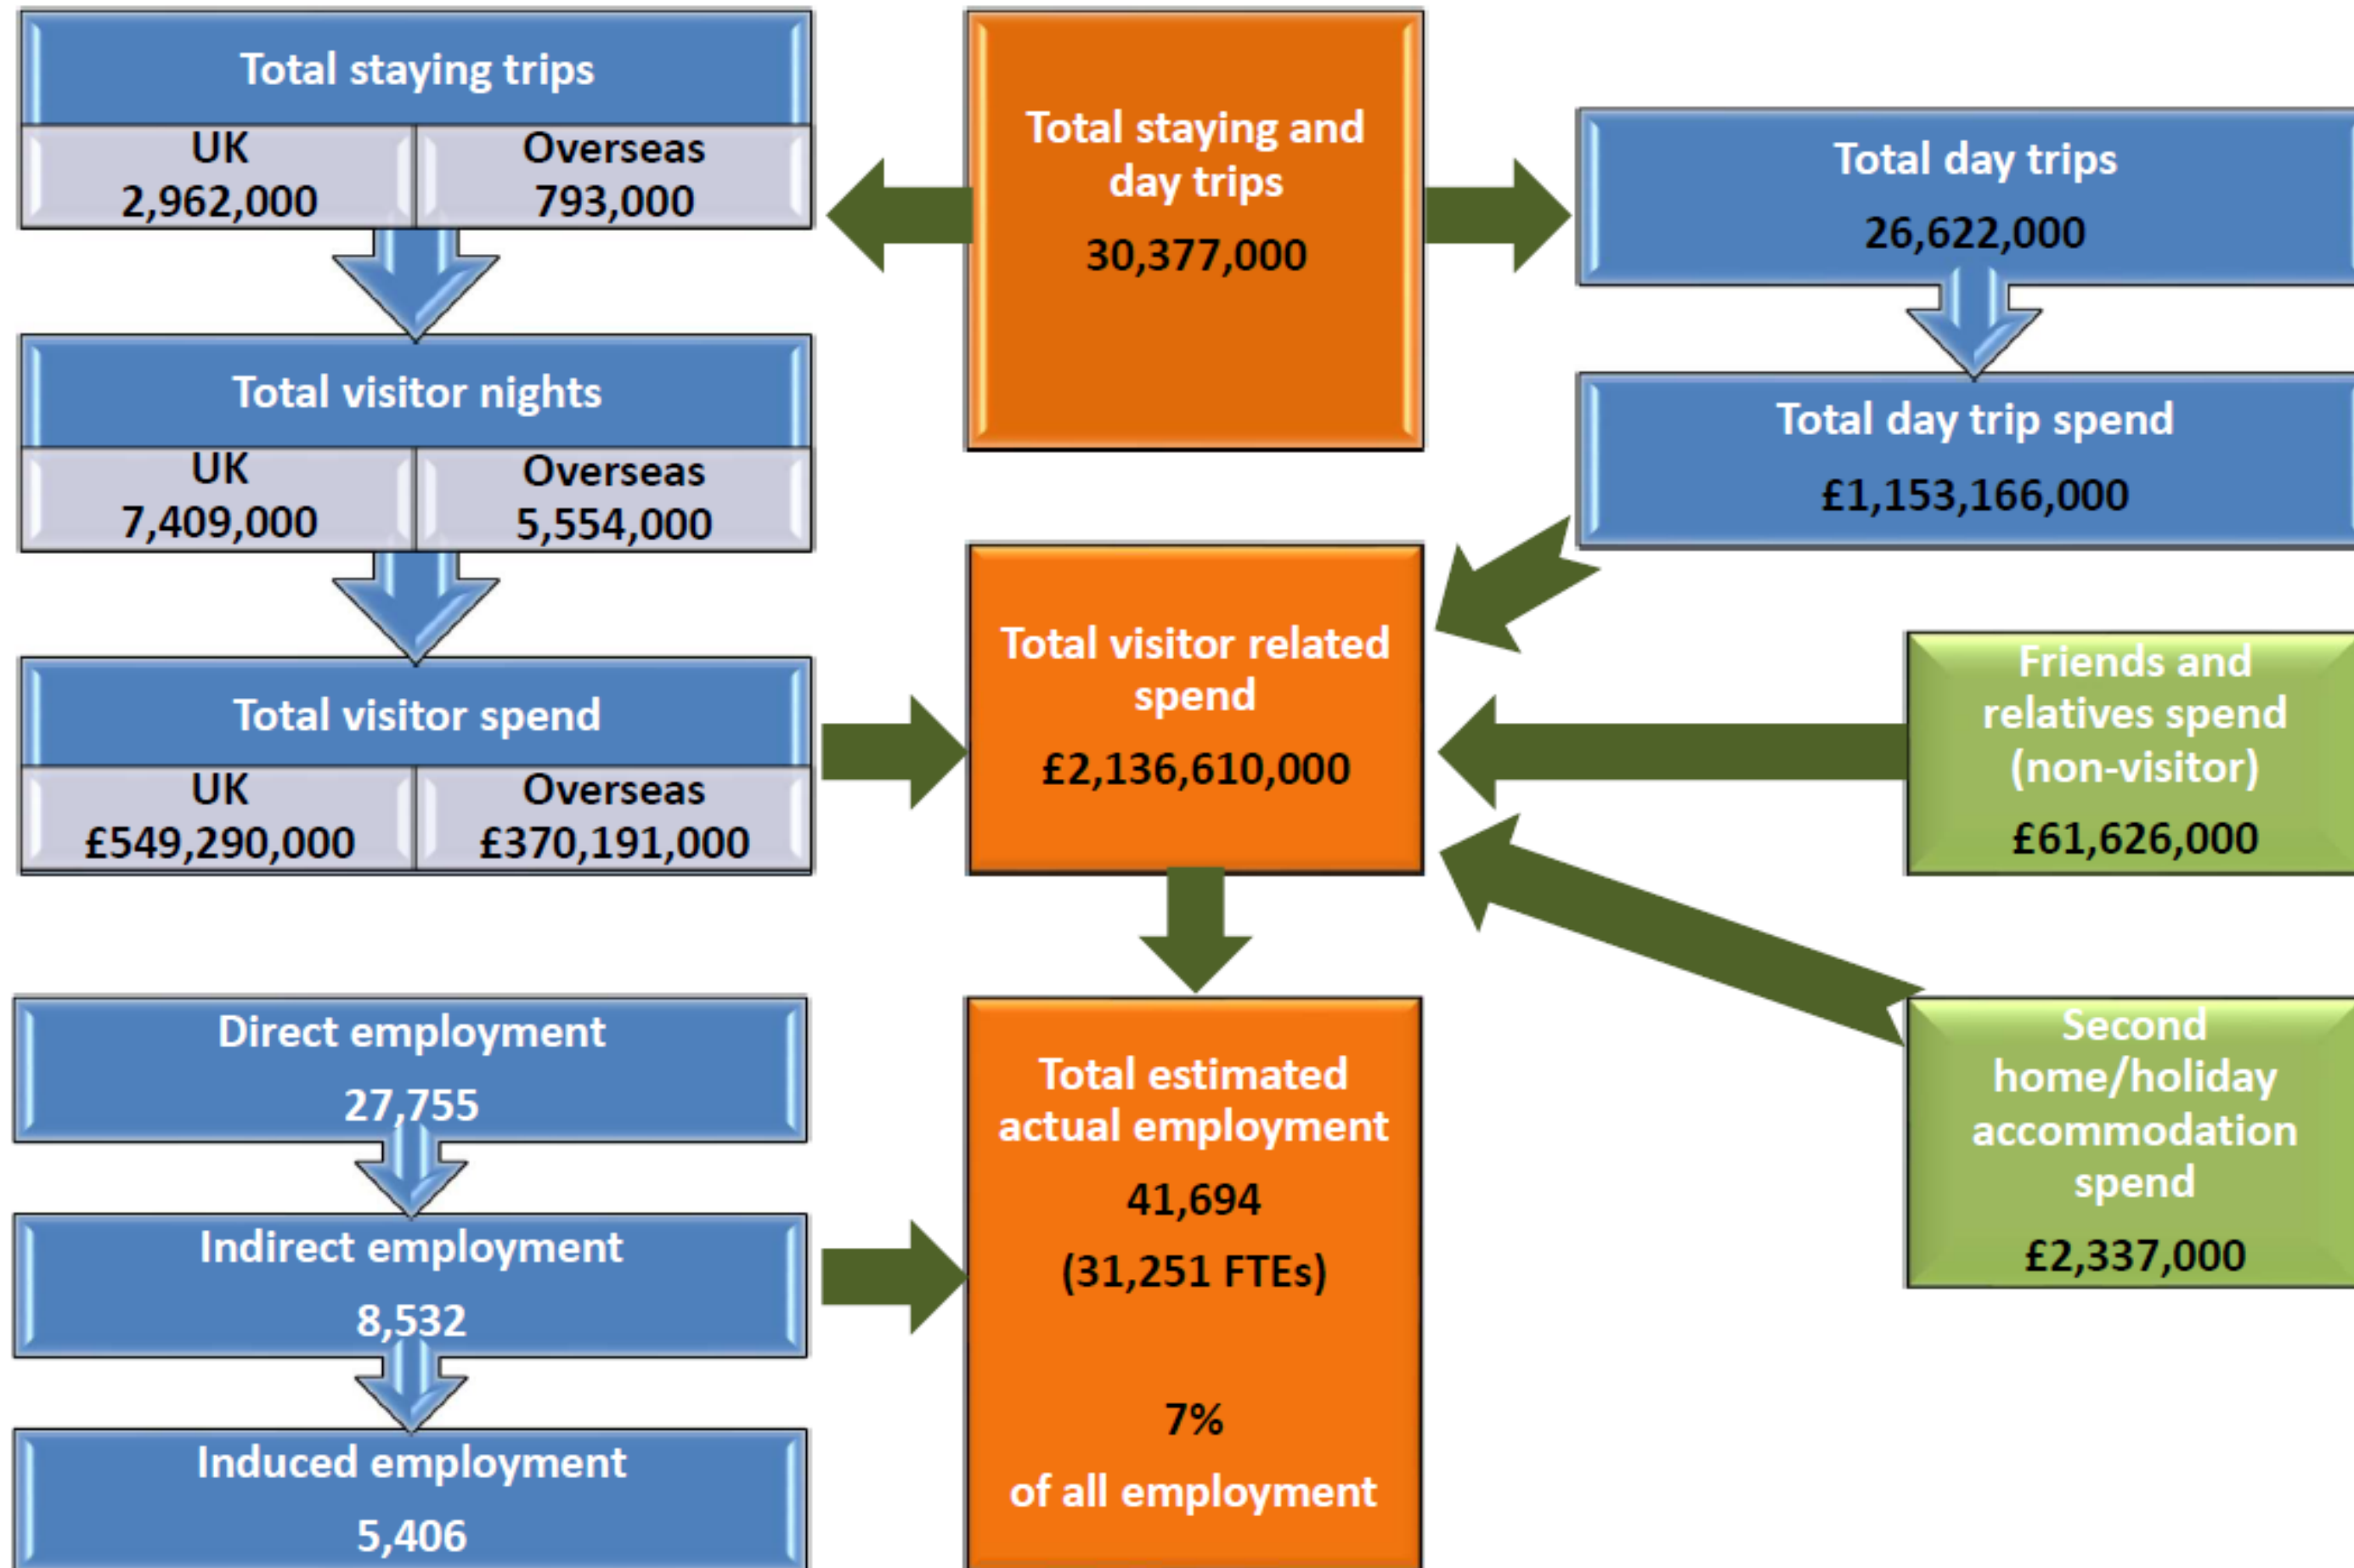 Total staying trips
UK
2,962,000
Overseas
793,000
Total visitor nights
UK
7,409,000
Overseas
5,554,000
Total visitor spend
UK
£549,290,000
Overseas
£370,191,000
Direct employment
27,755
Indirect employment
8,532
Induced employment
5,406
Total staying and
day trips
30,377,000
Total visitor related
spend
£2,136,610,000
Total estimated
actual employment
41,694
(31,251 FTEs)
7%
of all employment
Total day trips
26,622,000
Total day trip spend
£1,153,166,000
Friends and
relatives spend
(non-visitor)
£61,626,000
Second
home/holiday
accommodation
spend
£2,337,000